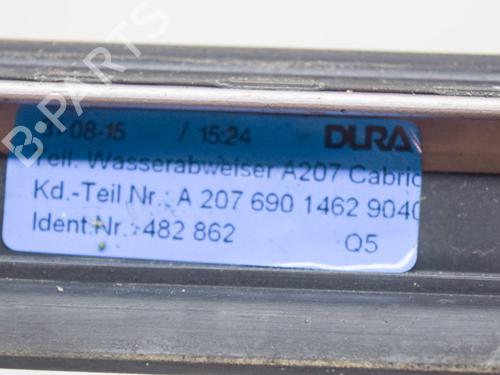 08-15 / 15:24 DURA
Teil: Wasserabweiser A207 Cabrio
Kd.-Teil Nr.: A 207 690 1462 9040
Ident.Nr.: 482 862 Q5